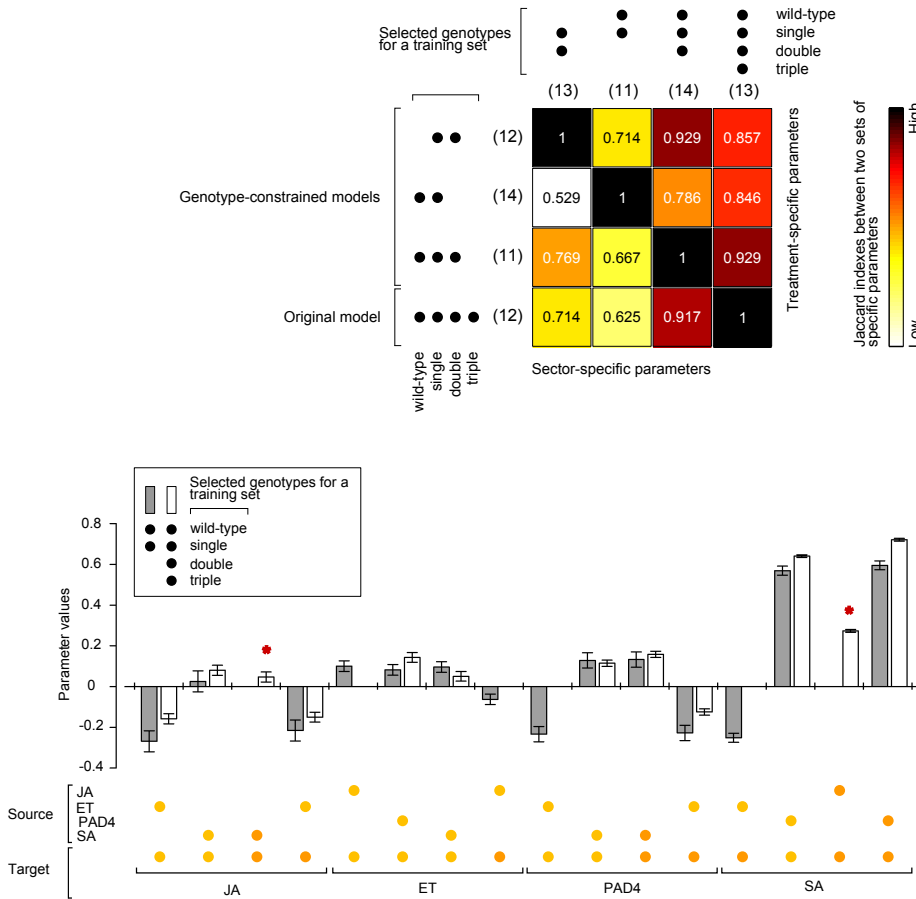 wild-type
Selected genotypes
for a training set
single
double
triple
(13) (11) (14) (13)
(12) 1 0.714 0.929 0.857
Genotype-constrained models (14) 0.529 1 0.786 0.846
(11) 0.769 0.667 1 0.929
Original model (12) 0.714 0.625 0.917 1
wild-type
single
double
triple
Sector-specific parameters
Treatment-specific parameters
Jaccard indexes between two sets of
specific parameters
High
Low
Selected genotypes for a
training set
wild-type
single
double
triple
Parameter values
0.8
0.6
0.4
0.2
0
-0.2
-0.4
*
*
Source
JA
ET
PAD4
SA
Target
JA ET PAD4 SA